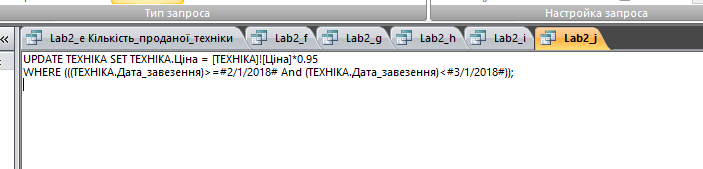 Тип запроса
Настройка запроса
Lab2_e Кількість_проданої_техніки
Lab2_f
Lab2_g
Lab2_h
Lab2_i
Lab2_j
UPDATE ТЕХНІКА SET ТЕХНІКА.Ціна = [ТЕХНІКА]![Ціна]*0.95
WHERE (((ТЕХНІКА.Дата_завезення)>=#2/1/2018# And (ТЕХНІКА.Дата_завезення)<#3/1/2018#));